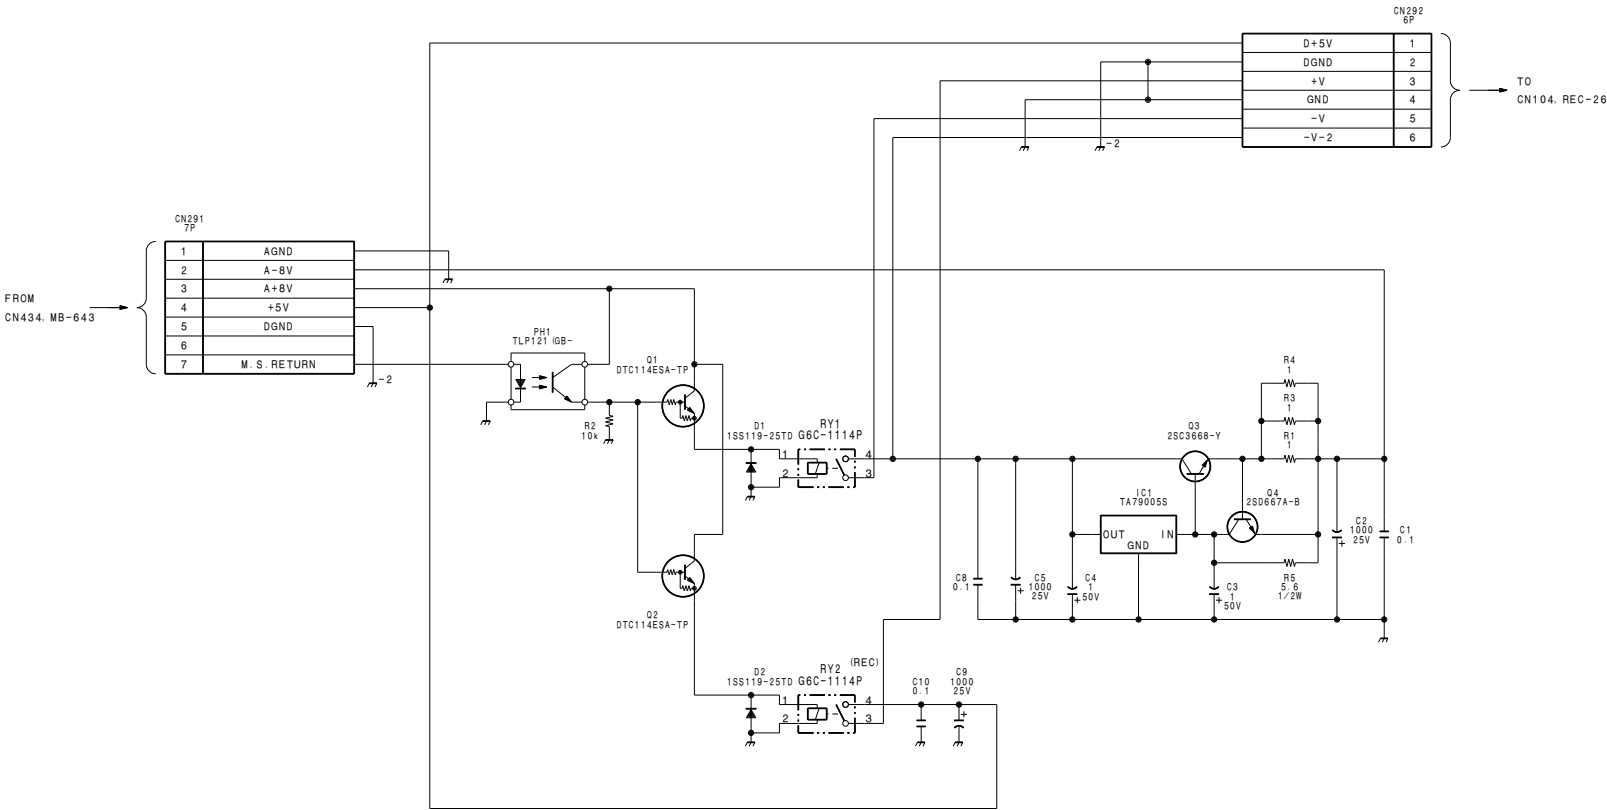 CN292
6P
D+5V 1
DGND 2
+V 3
GND 4
-V 5
-V-2 6
TO
CN104, REC-26
-2
CN291
7P
1 AGND
2 A-8V
3 A+8V
4 +5V
5 DGND
6
7 M.S.RETURN
FROM
CN434, MB-643
-2
PH1
TLP121 (GB-
Q1
DTC114ESA-TP
R2
10k
D1
1SS119-25TD
RY1
G6C-1114P
1
2
4
3
Q2
DTC114ESA-TP
D2
1SS119-25TD
RY2
(REC)
G6C-1114P
1
2
4
3
C10
0.1
C9
1000
25V
+
C8
0.1
C5
1000
25V
+
C4
1
50V
+
IC1
TA79005S
OUT IN
GND
Q3
2SC3668-Y
Q4
2SD667A-B
R4
1
R3
1
R1
1
C3
1
50V
+
R5
5.6
1/2W
C2
1000
25V
+
C1
0.1